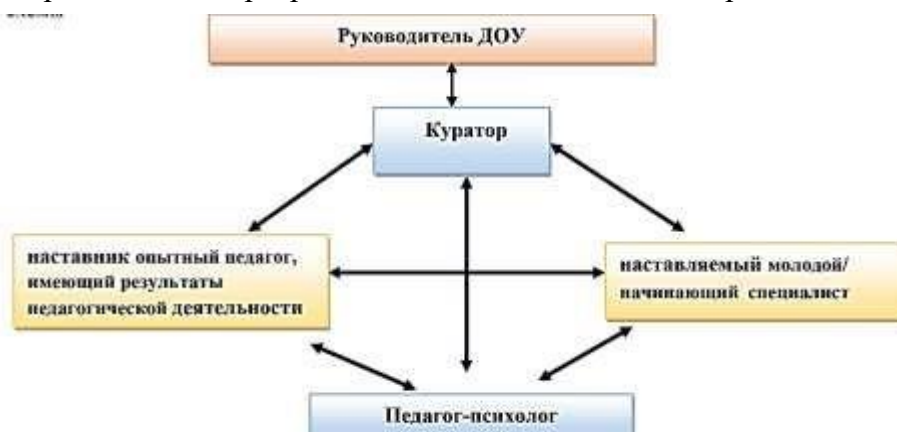 Руководитель ДОУ
Куратор
наставник опытный педагог,
имеющий результаты
педагогической деятельности
наставляемый молодой/
начинающий специалист
Педагог-психолог